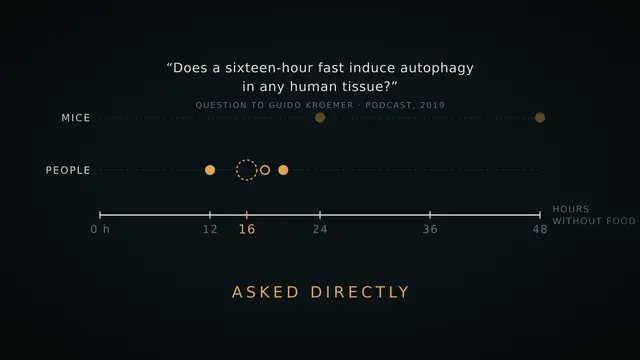 “Does a sixteen-hour fast induce autophagy
in any human tissue?”
QUESTION TO GUIDO KROEMER · PODCAST, 2019
MICE
PEOPLE
HOURS
WITHOUT FOOD
0 h 12 16 24 36 48
ASKED DIRECTLY